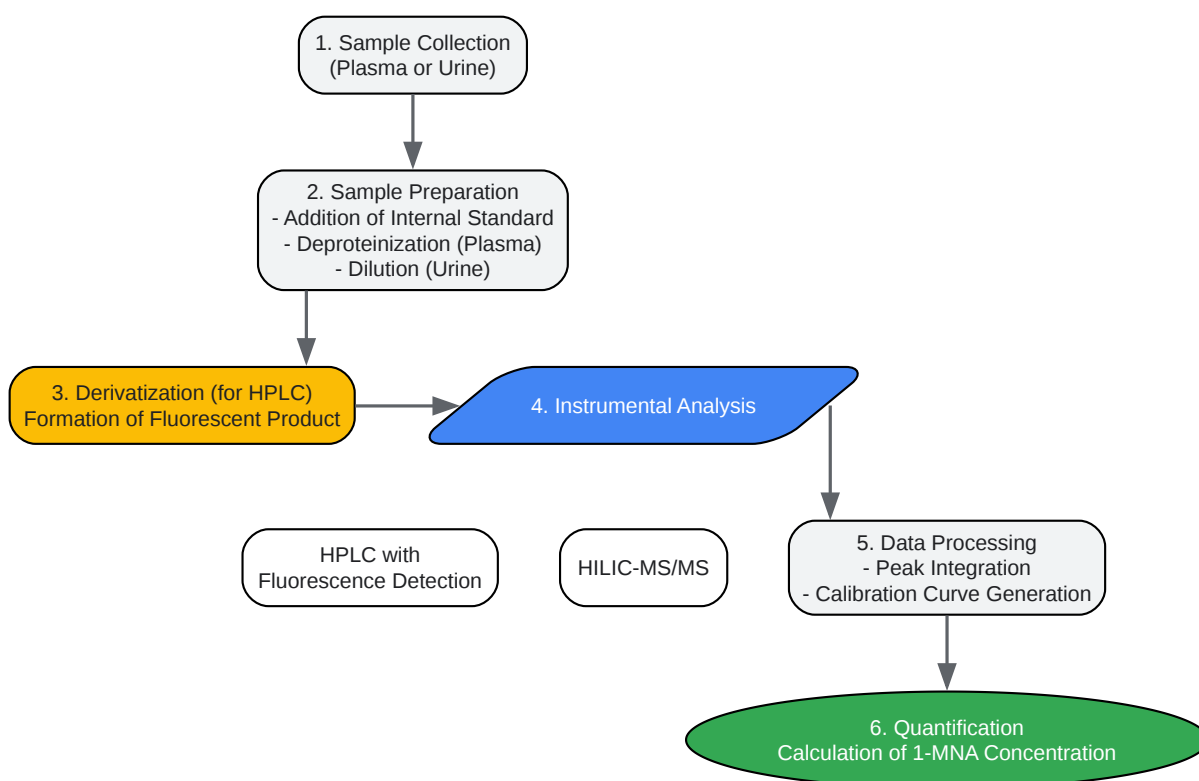 1. Sample Collection
(Plasma or Urine)
2. Sample Preparation
- Addition of Internal Standard
- Deproteinization (Plasma)
- Dilution (Urine)
3. Derivatization (for HPLC)
Formation of Fluorescent Product
4. Instrumental Analysis
HPLC with
Fluorescence Detection
HILIC-MS/MS
5. Data Processing
- Peak Integration
- Calibration Curve Generation
6. Quantification
Calculation of 1-MNA Concentration